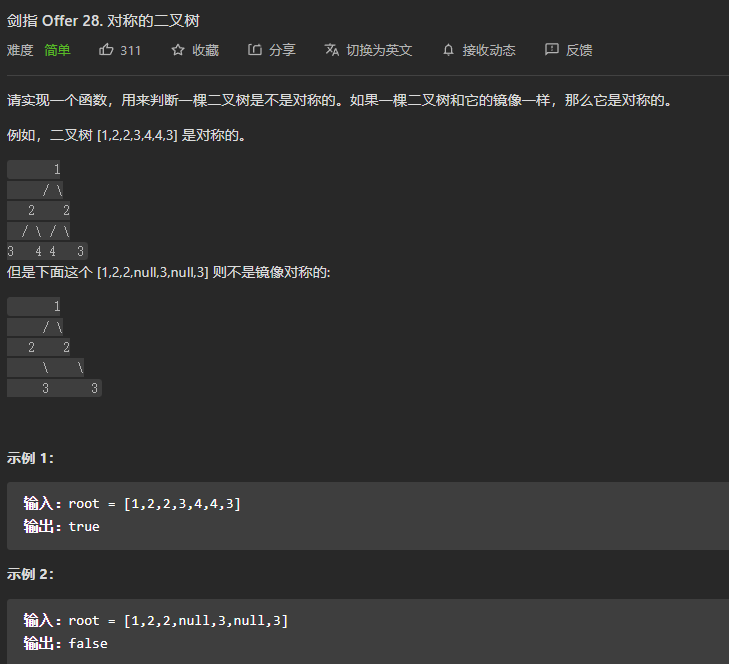 剑指 Offer 28. 对称的二叉树
难度 简单 311 收藏 分享 切换为英文 接收动态 反馈
请实现一个函数，用来判断一棵二叉树是不是对称的。如果一棵二叉树和它的镜像一样，那么它是对称的。
例如，二叉树 [1,2,2,3,4,4,3] 是对称的。
1
/ \
2 2
/ \ / \
3 4 4 3
但是下面这个 [1,2,2,null,3,null,3] 则不是镜像对称的:
1
/ \
2 2
\ \
3 3
示例 1：
输入：root = [1,2,2,3,4,4,3]
输出：true
示例 2：
输入：root = [1,2,2,null,3,null,3]
输出：false